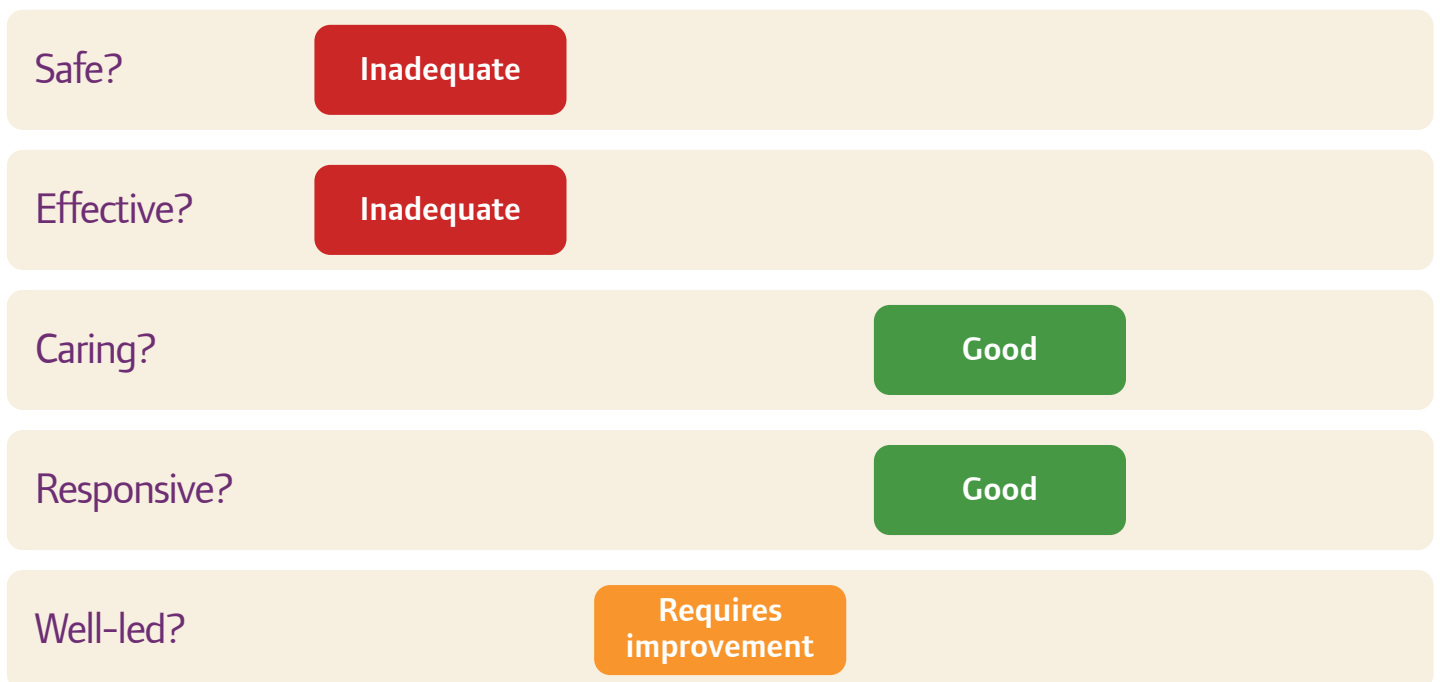 Safe? Inadequate
Effective? Inadequate
Caring? Good
Responsive? Good
Well-led? Requires
improvement